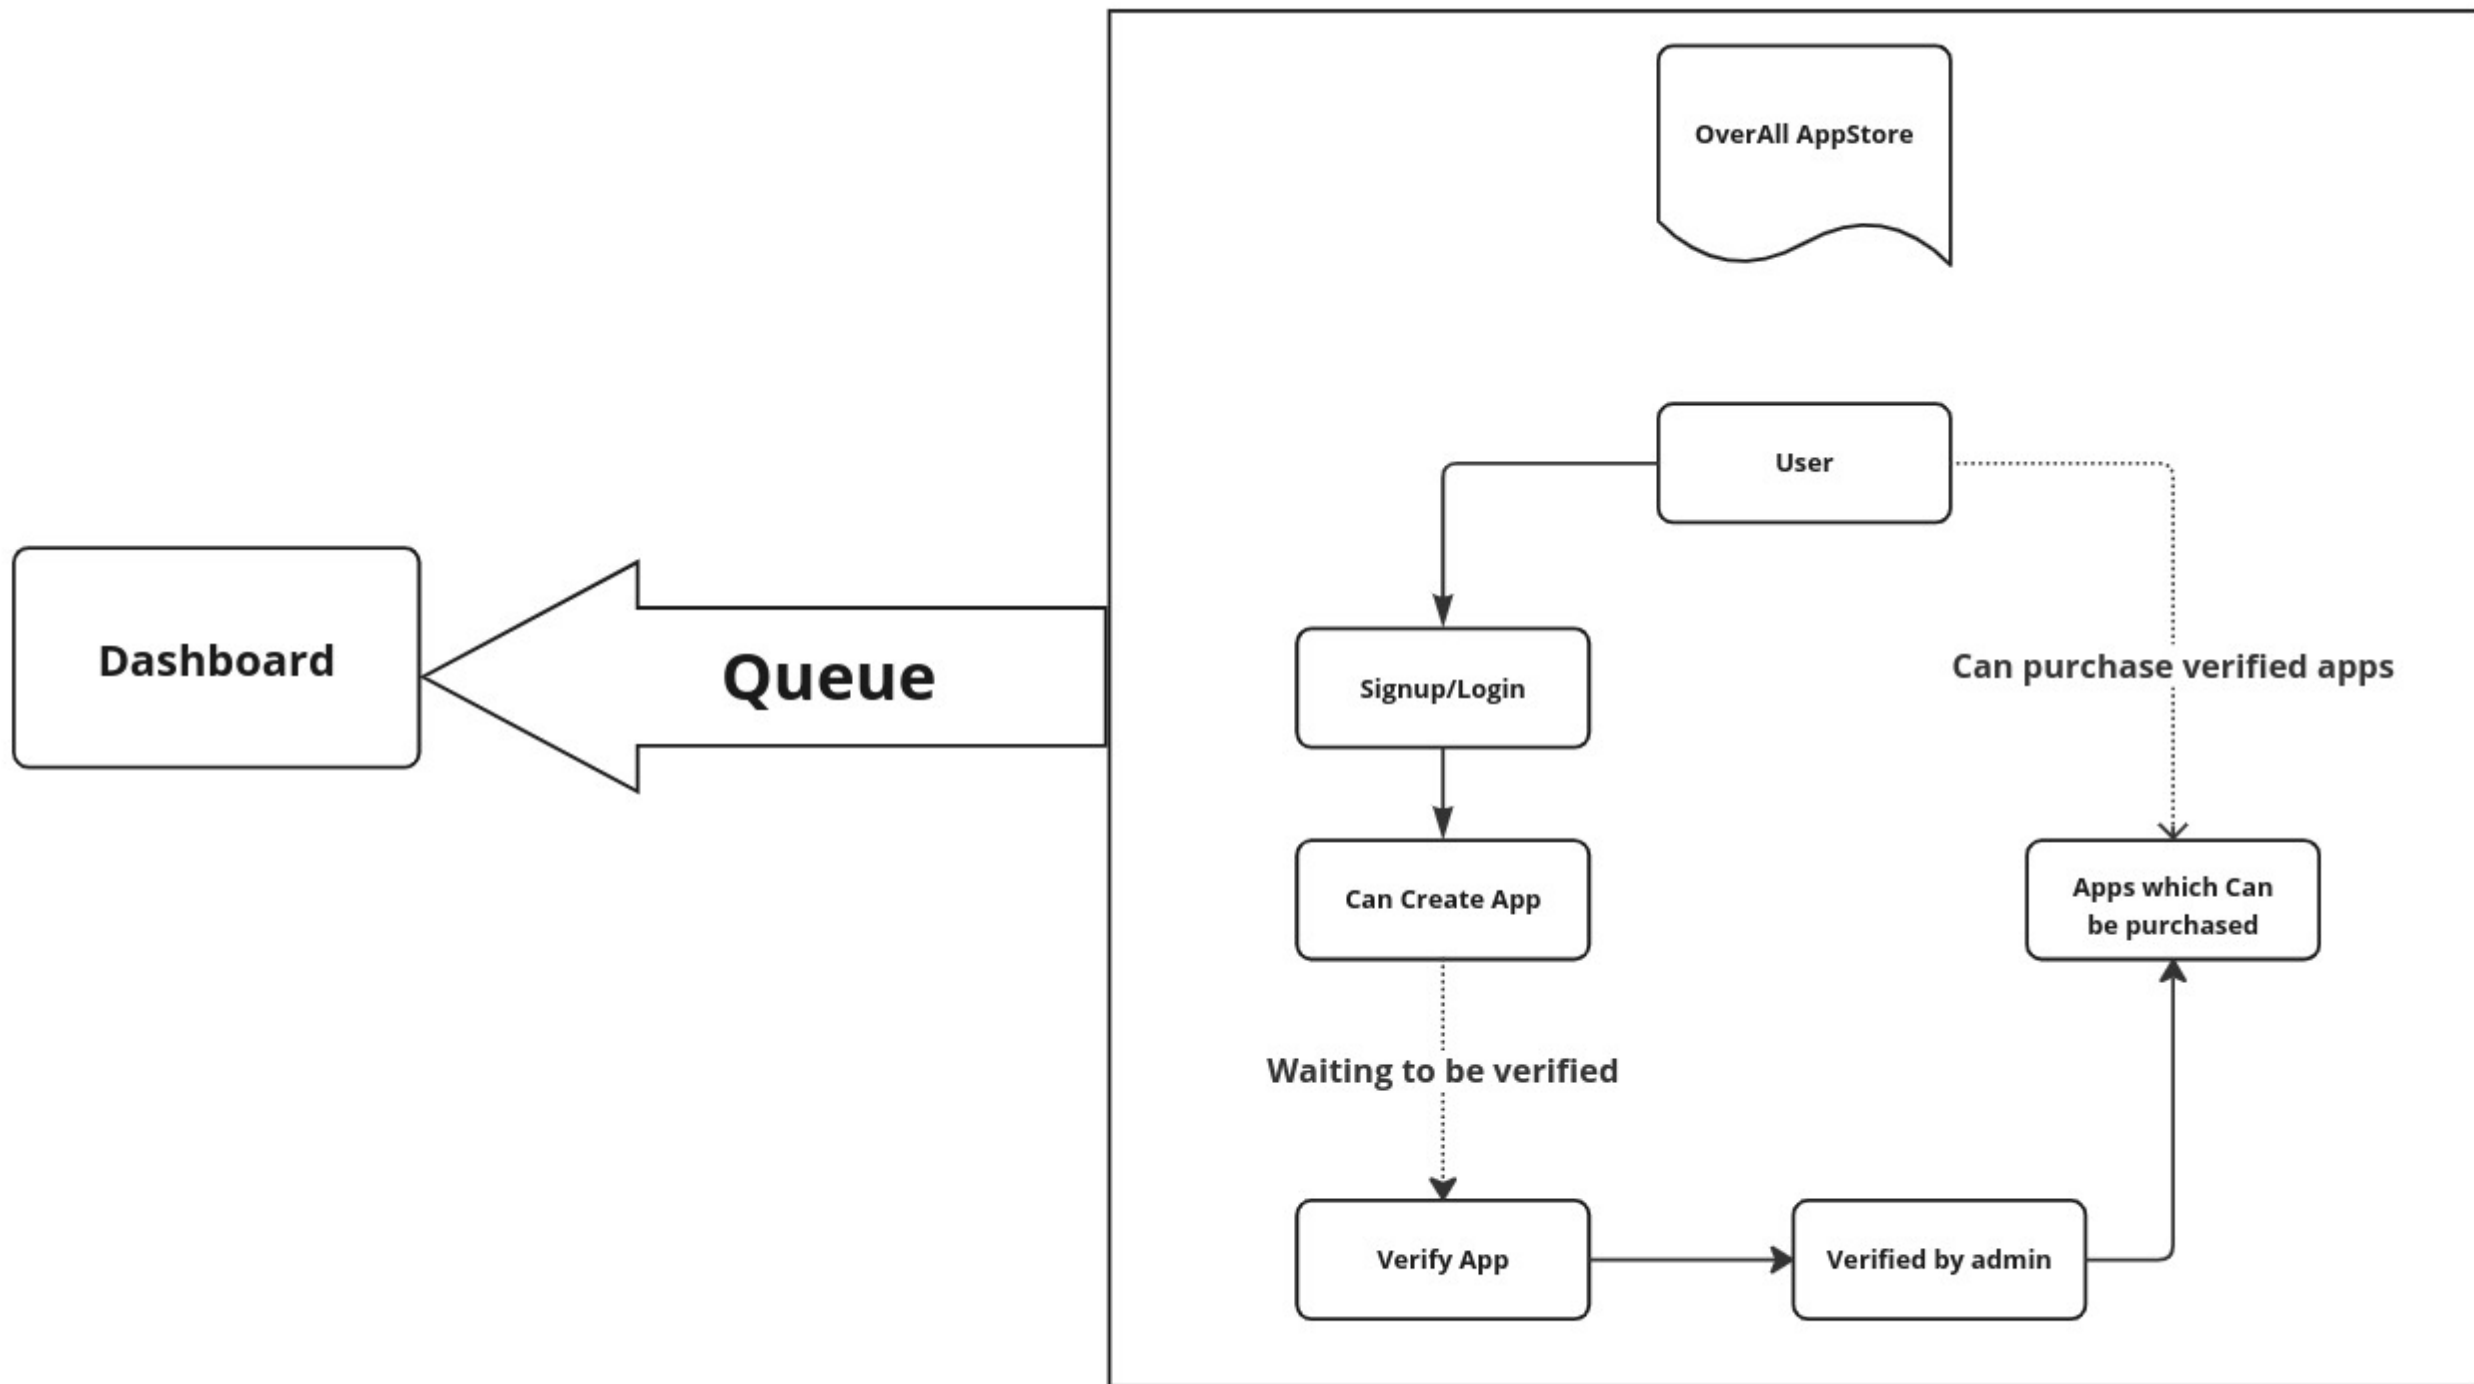 OverAll AppStore
User
Dashboard
Queue
Signup/Login
Can purchase verified apps
Can Create App
Apps which Can
be purchased
Waiting to be verified
Verify App
Verified by admin